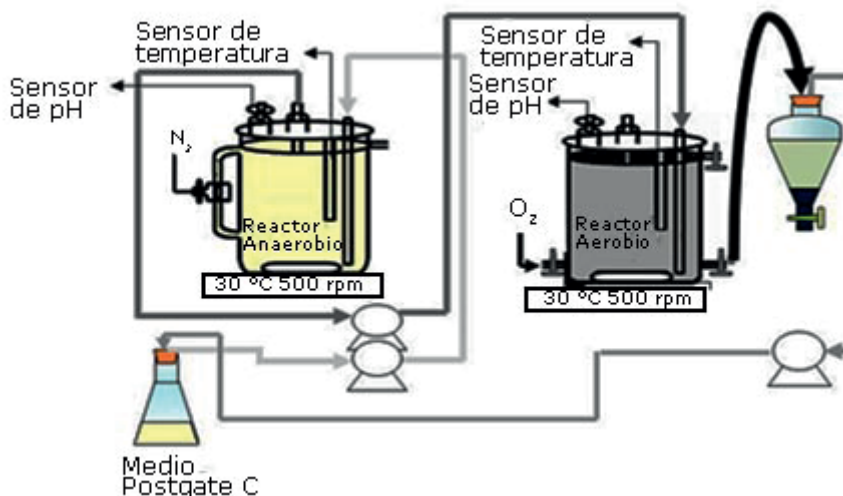 Sensor de
temperatura
Sensor
de pH
N₂
Reactor
Anaerobio
30 °C 500 rpm
Sensor de
temperatura
Sensor
de pH
O₂
Reactor
Aerobio
30 °C 500 rpm
Medio
Postgate C